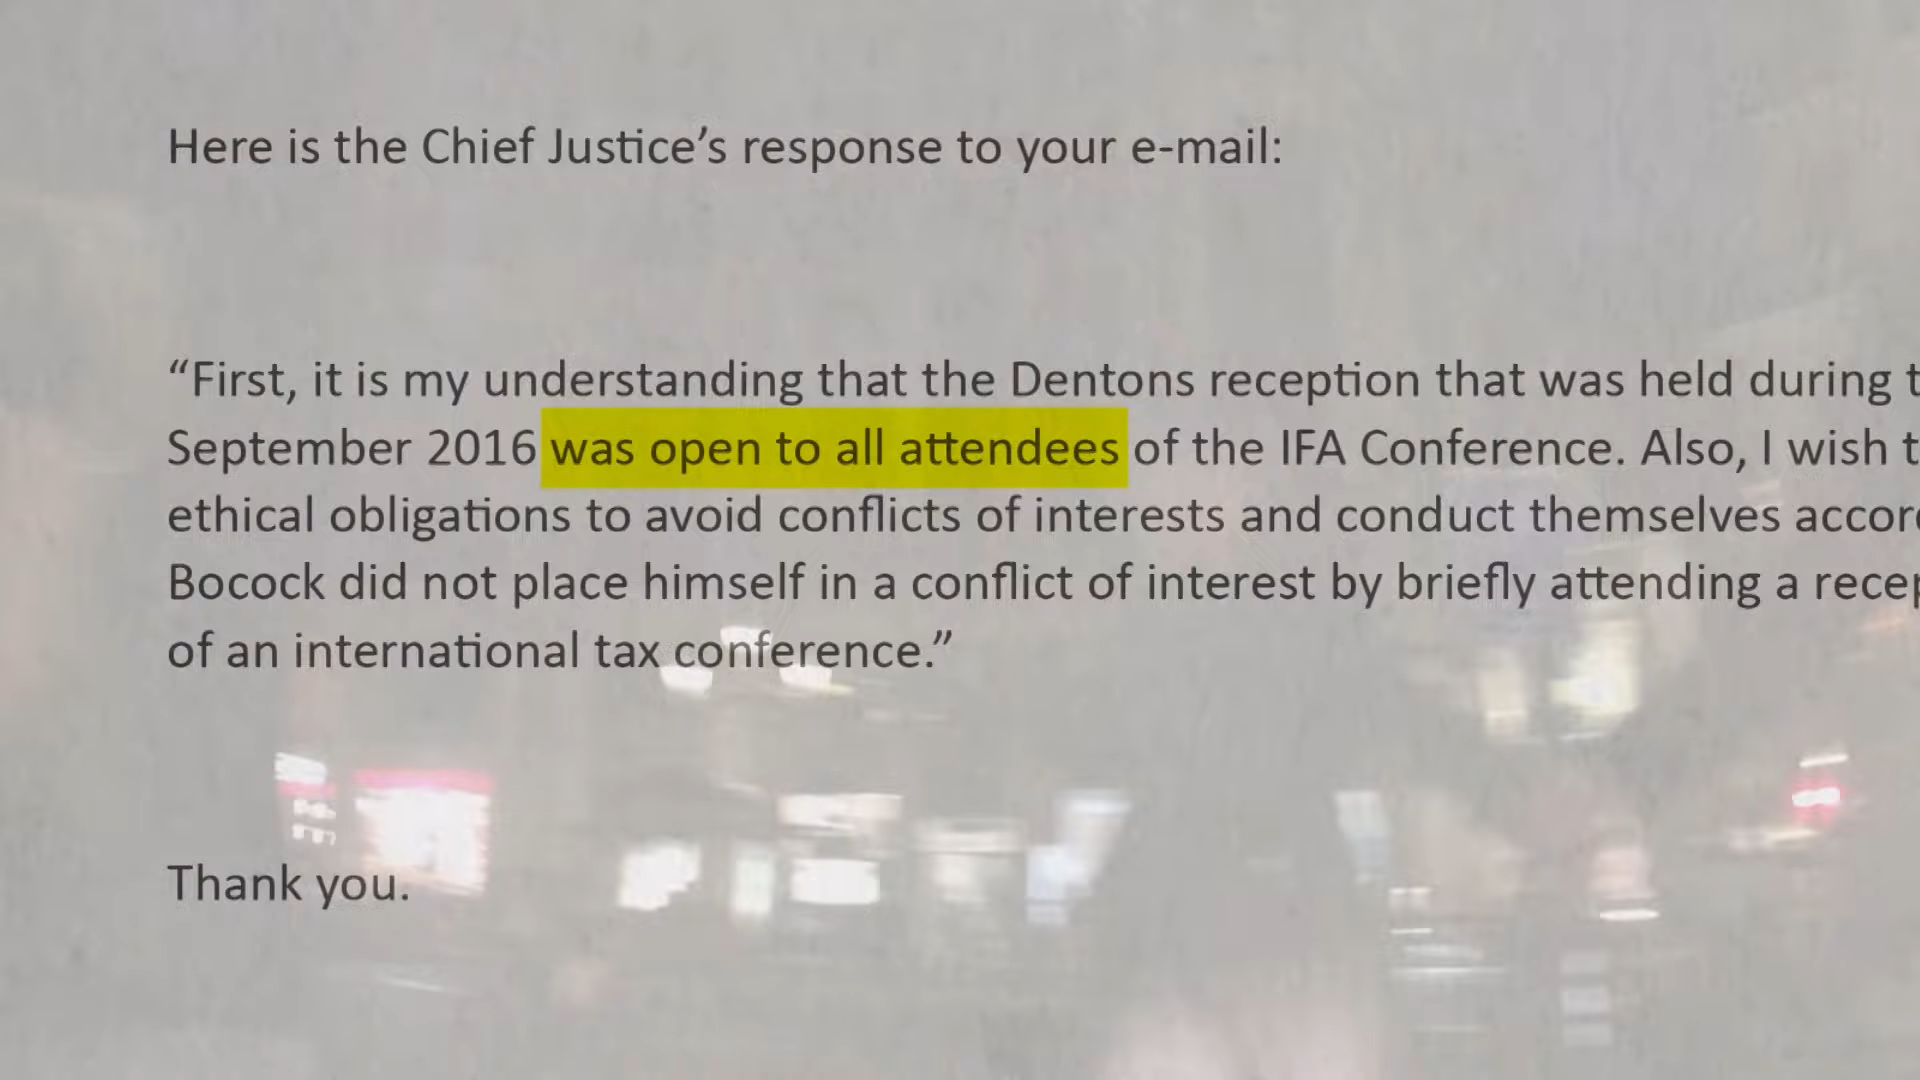 Here is the Chief Justice’s response to your e-mail:
“First, it is my understanding that the Dentons reception that was held during
September 2016 was open to all attendees of the IFA Conference. Also, I wish
ethical obligations to avoid conflicts of interests and conduct themselves
Bocock did not place himself in a conflict of interest by briefly attending a
of an international tax conference.”
Thank you.